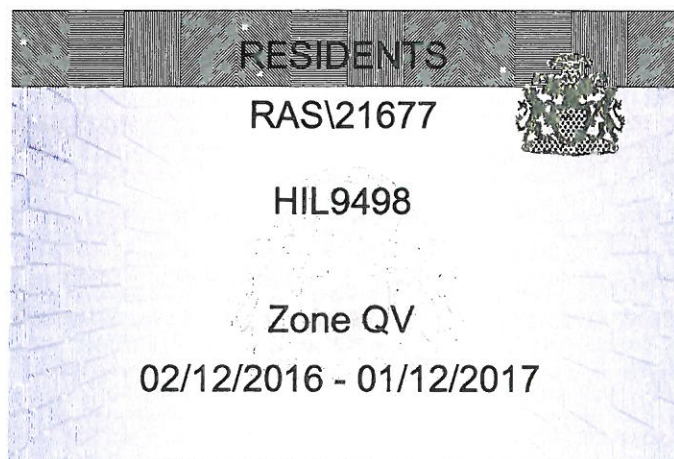 RESIDENTS
RAS\21677
HIL9498
Zone QV
02/12/2016 - 01/12/2017